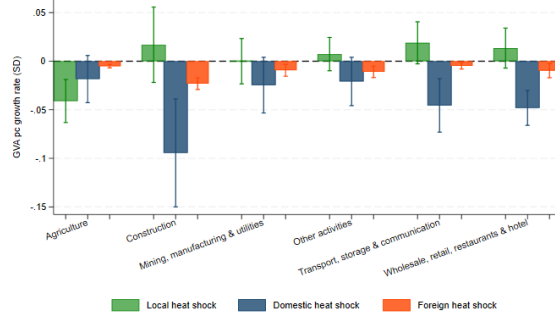 .05
0
-.05
-.1
-.15
GVA pc growth rate (SD)
Agriculture
Construction
Mining, manufacturing & utilities
Other activities
Transport, storage & communication
Wholesale, retail, restaurants & hotel
Local heat shock Domestic heat shock Foreign heat shock